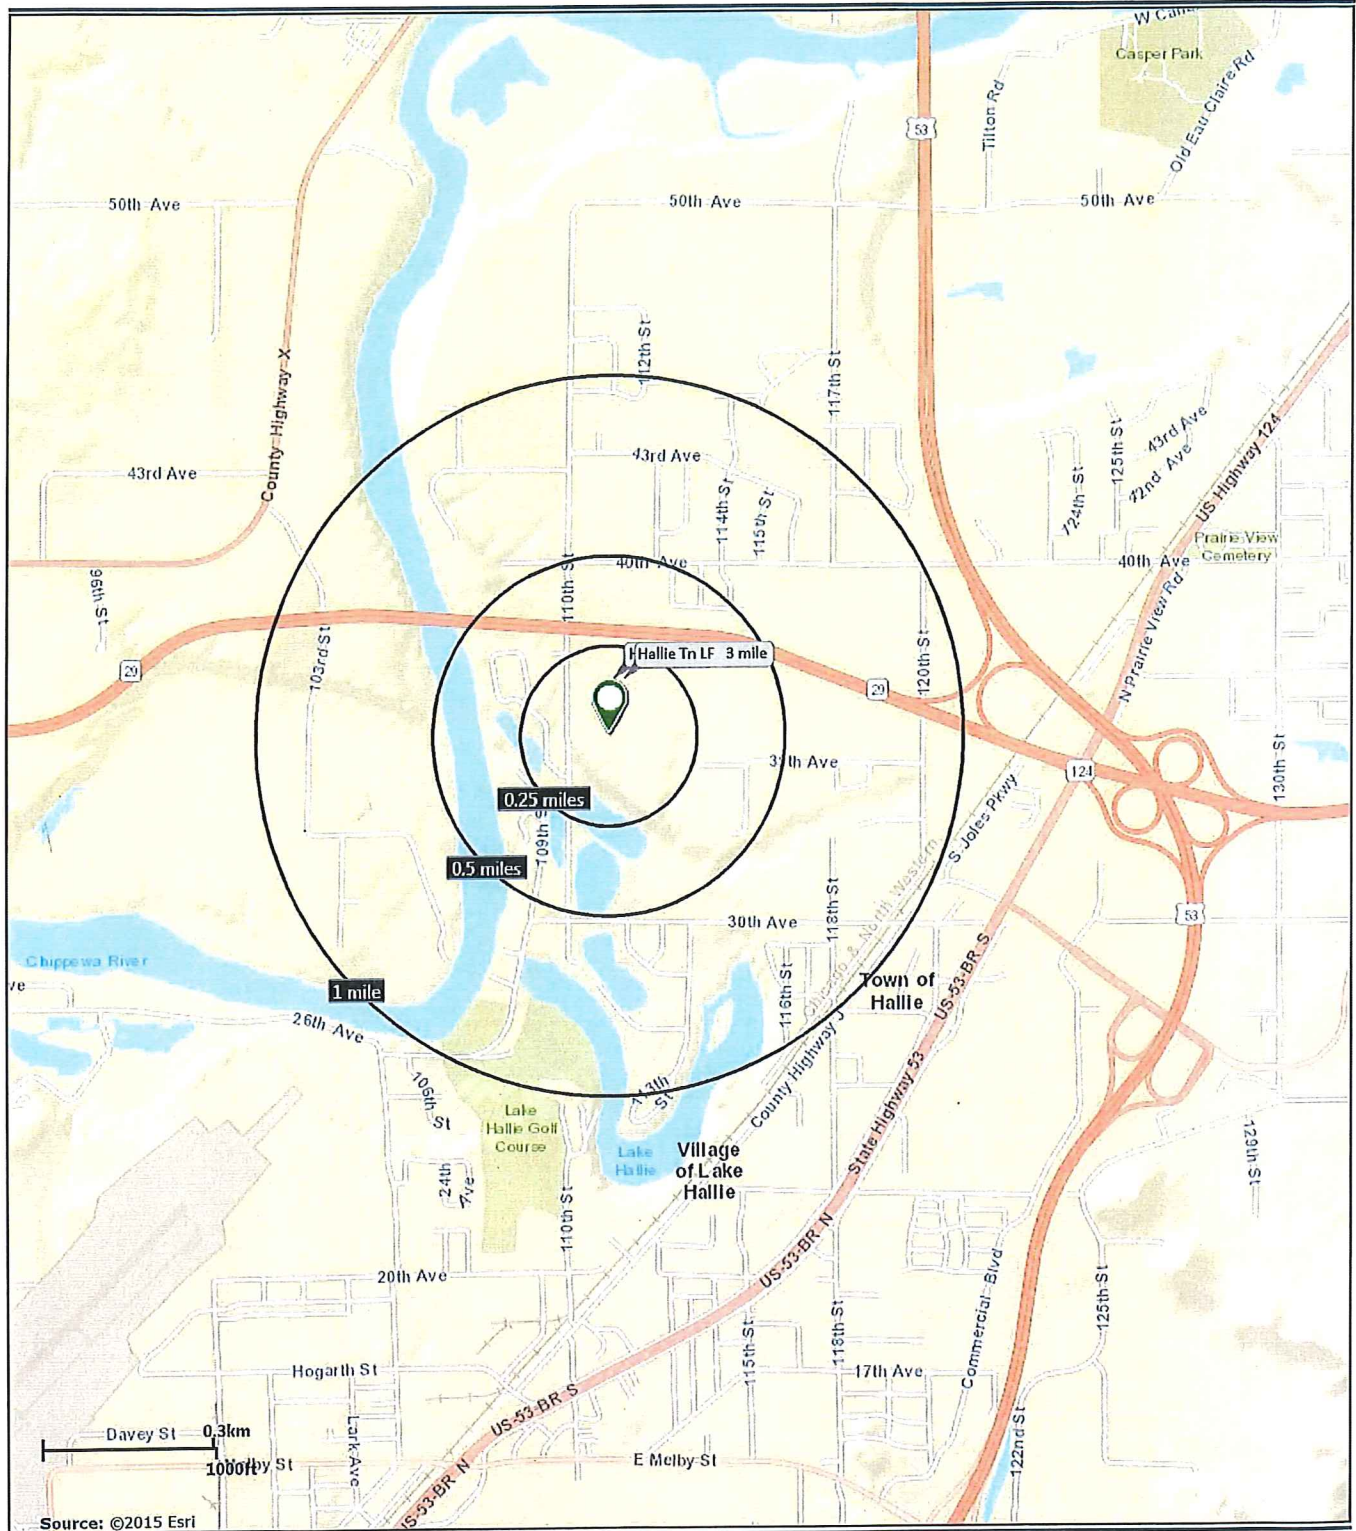 W Can
Casper Park
Old Eau Claire Rd
Tilton Rd
53
50th Ave
50th Ave
50th Ave
County Highway X
112th St
117th St
43rd Ave
43rd Ave
114th St
115th St
125th St
43rd Ave
42nd Ave
124th St
US Highway 124
Prairie View
Cemetery
40th Ave
40th Ave
110th St
96th St
103rd St
29
Hallie Tn LF 3 mile
29
120th St
N Prairie View Rd
124
130th St
0.25 miles
109th S
0.5 miles
S Joles Pkwy
30th Ave
118th St
Chicago & North Western
53
Chippewa River
ve
1 mile
26th Ave
116th St
Town of
Hallie
US-53-BR S
County Highway J
106th
St
113th
St
Lake
Hallie Golf
Course
Lake
Hallie
Village
of Lake
Hallie
State Highway 53
129th St
24th
Ave
110th St
20th Ave
US-53-BR N
Commercial Blvd
125th St
115th St
118th St
Hogarth St
17th Ave
US-53-BR S
Davey St
0.3km
1000ft
lby St
Lark Ave
E Melby St
122nd St
US-53-BR N
Source: ©2015 Esri